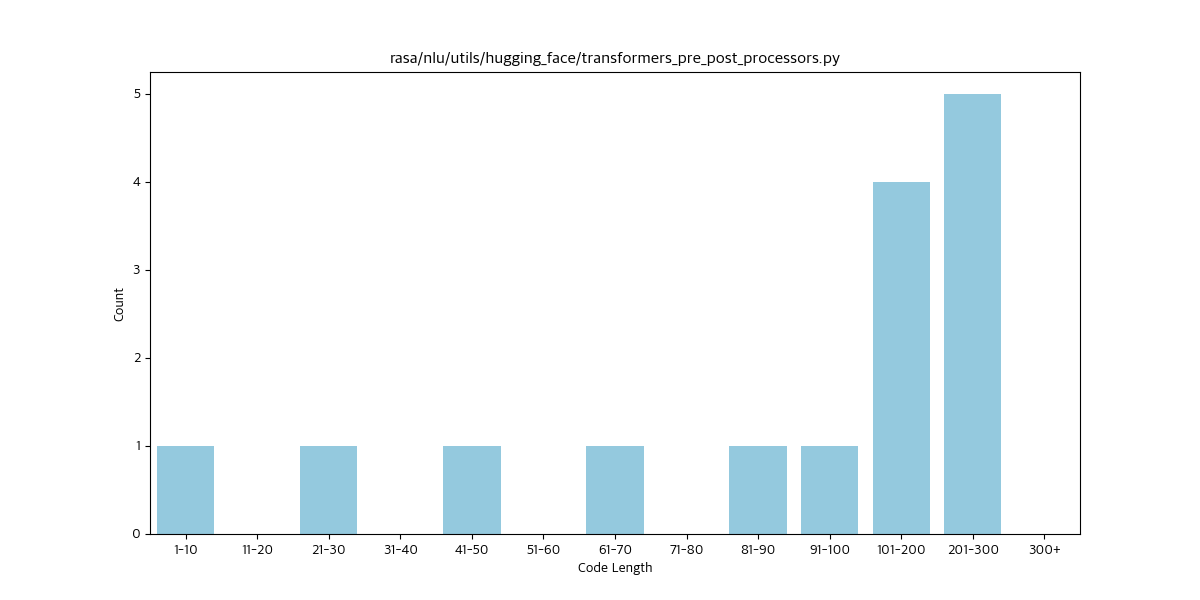 rasa/nlu/utils/hugging_face/transformers_pre_post_processors.py
5
4
3
2
1
0
Count
1-10 11-20 21-30 31-40 41-50 51-60 61-70 71-80 81-90 91-100 101-200 201-300 300+
Code Length